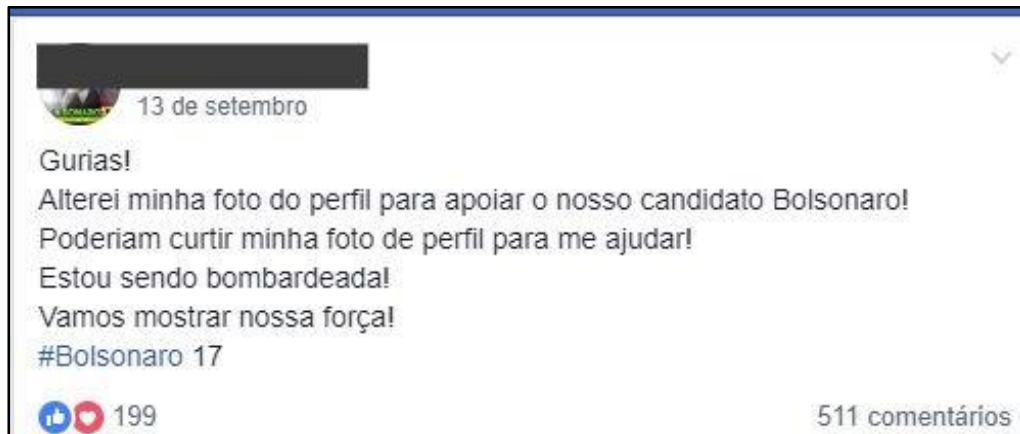 13 de setembro
Gurias!
Alterei minha foto do perfil para apoiar o nosso candidato Bolsonaro!
Poderiam curtir minha foto de perfil para me ajudar!
Estou sendo bombardeada!
Vamos mostrar nossa força!
#Bolsonaro 17
199 511 comentários